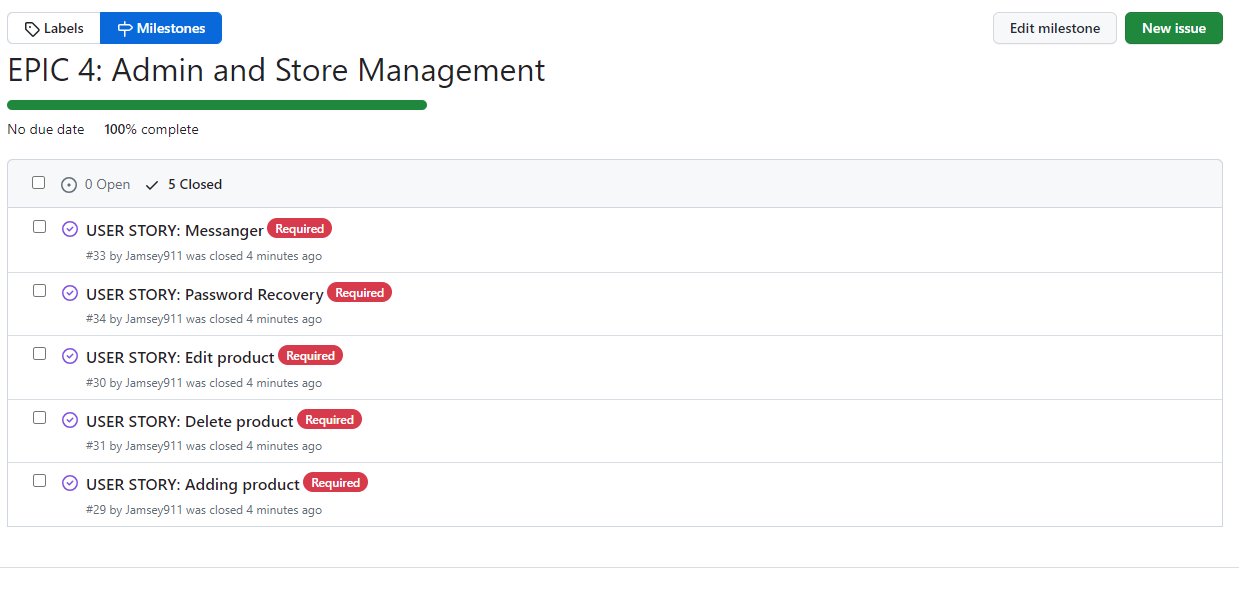 Labels Milestones Edit milestone New issue
EPIC 4: Admin and Store Management
No due date 100% complete
0 Open 5 Closed
USER STORY: Messanger Required
#33 by Jamsey911 was closed 4 minutes ago
USER STORY: Password Recovery Required
#34 by Jamsey911 was closed 4 minutes ago
USER STORY: Edit product Required
#30 by Jamsey911 was closed 4 minutes ago
USER STORY: Delete product Required
#31 by Jamsey911 was closed 4 minutes ago
USER STORY: Adding product Required
#29 by Jamsey911 was closed 4 minutes ago